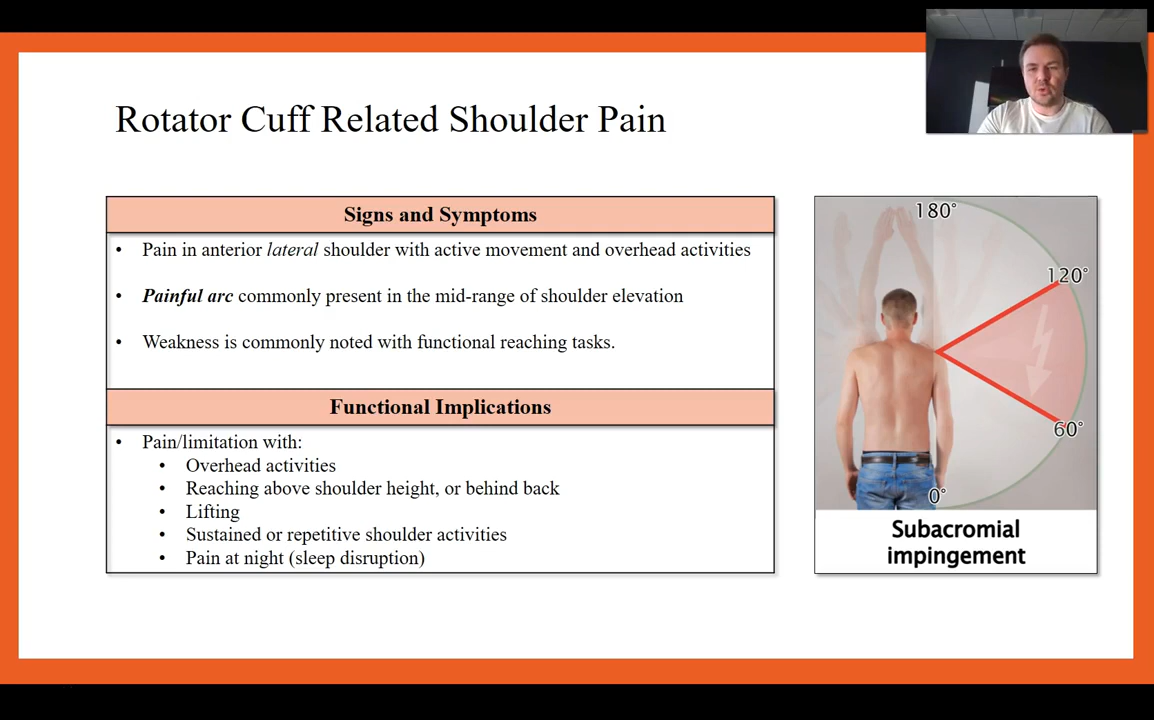 Rotator Cuff Related Shoulder Pain
Signs and Symptoms
• Pain in anterior lateral shoulder with active movement and overhead activities
• Painful arc commonly present in the mid-range of shoulder elevation
• Weakness is commonly noted with functional reaching tasks.
Functional Implications
• Pain/limitation with:
• Overhead activities
• Reaching above shoulder height, or behind back
• Lifting
• Sustained or repetitive shoulder activities
• Pain at night (sleep disruption)
180°
120°
60°
0°
Subacromial
impingement